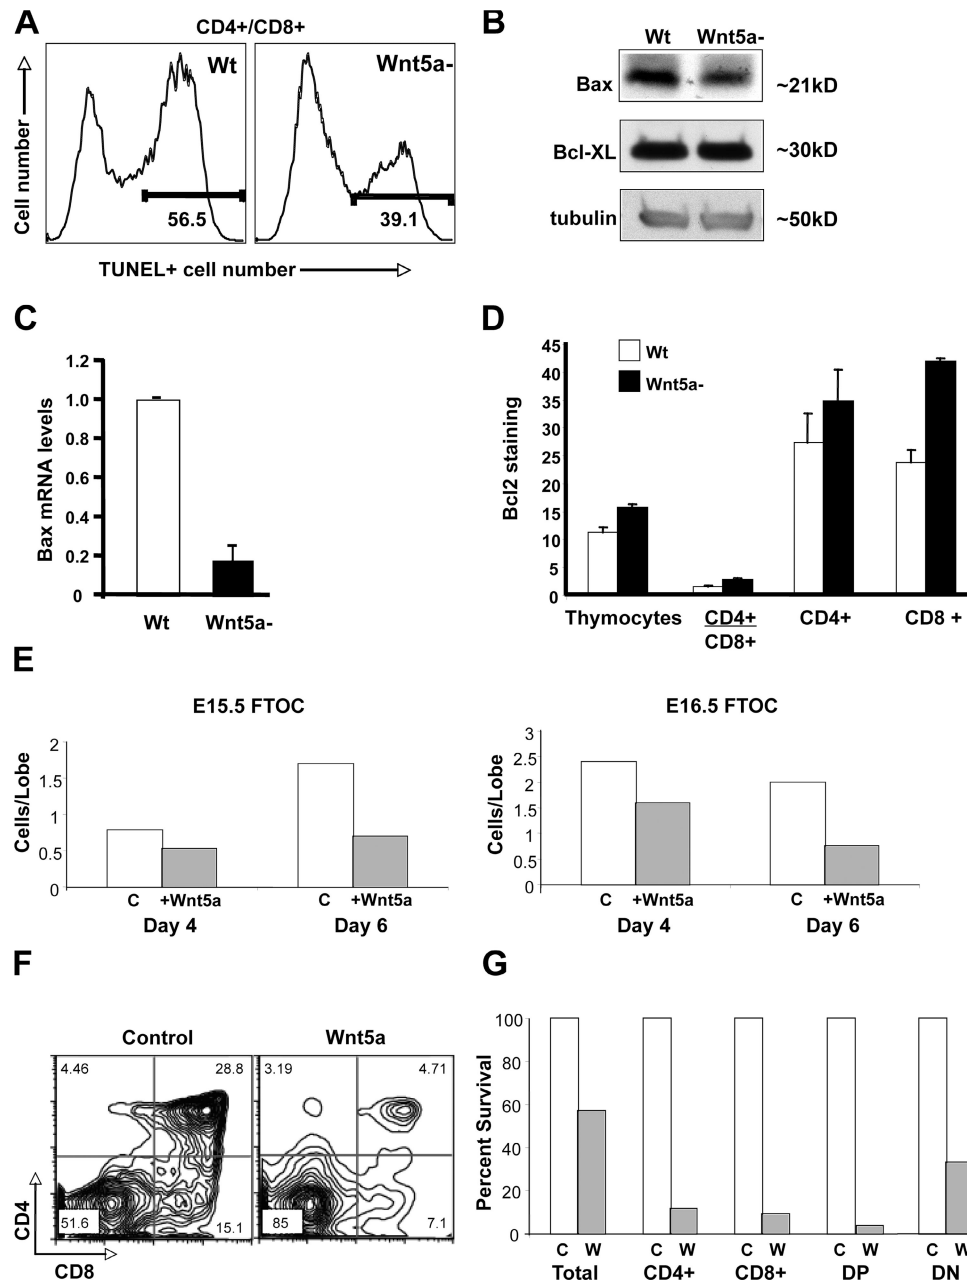 A
CD4+/CD8+
Wt
Wnt5a-
Cell number
56.5
39.1
TUNEL+ cell number
B
Wt Wnt5a-
Bax ~21kD
Bcl-XL ~30kD
tubulin ~50kD
C
Bax mRNA levels
1.2
1.0
0.8
0.6
0.4
0.2
0
Wt Wnt5a-
D
Bcl2 staining
45
40
35
30
25
20
15
10
5
0
Wt
Wnt5a-
Thymocytes CD4+ CD4+ CD8 +
CD8+
E
E15.5 FTOC
Cells/Lobe
2
1.5
1
0.5
0
C +Wnt5a C +Wnt5a
Day 4 Day 6
E16.5 FTOC
Cells/Lobe
3
2.5
2
1.5
1
0.5
0
C +Wnt5a C +Wnt5a
Day 4 Day 6
F
Control Wnt5a
4.46 28.8 3.19 4.71
51.6 15.1 85 7.1
CD4
CD8
G
Percent Survival
100
80
60
40
20
0
C W C W C W C W C W
Total CD4+ CD8+ DP DN